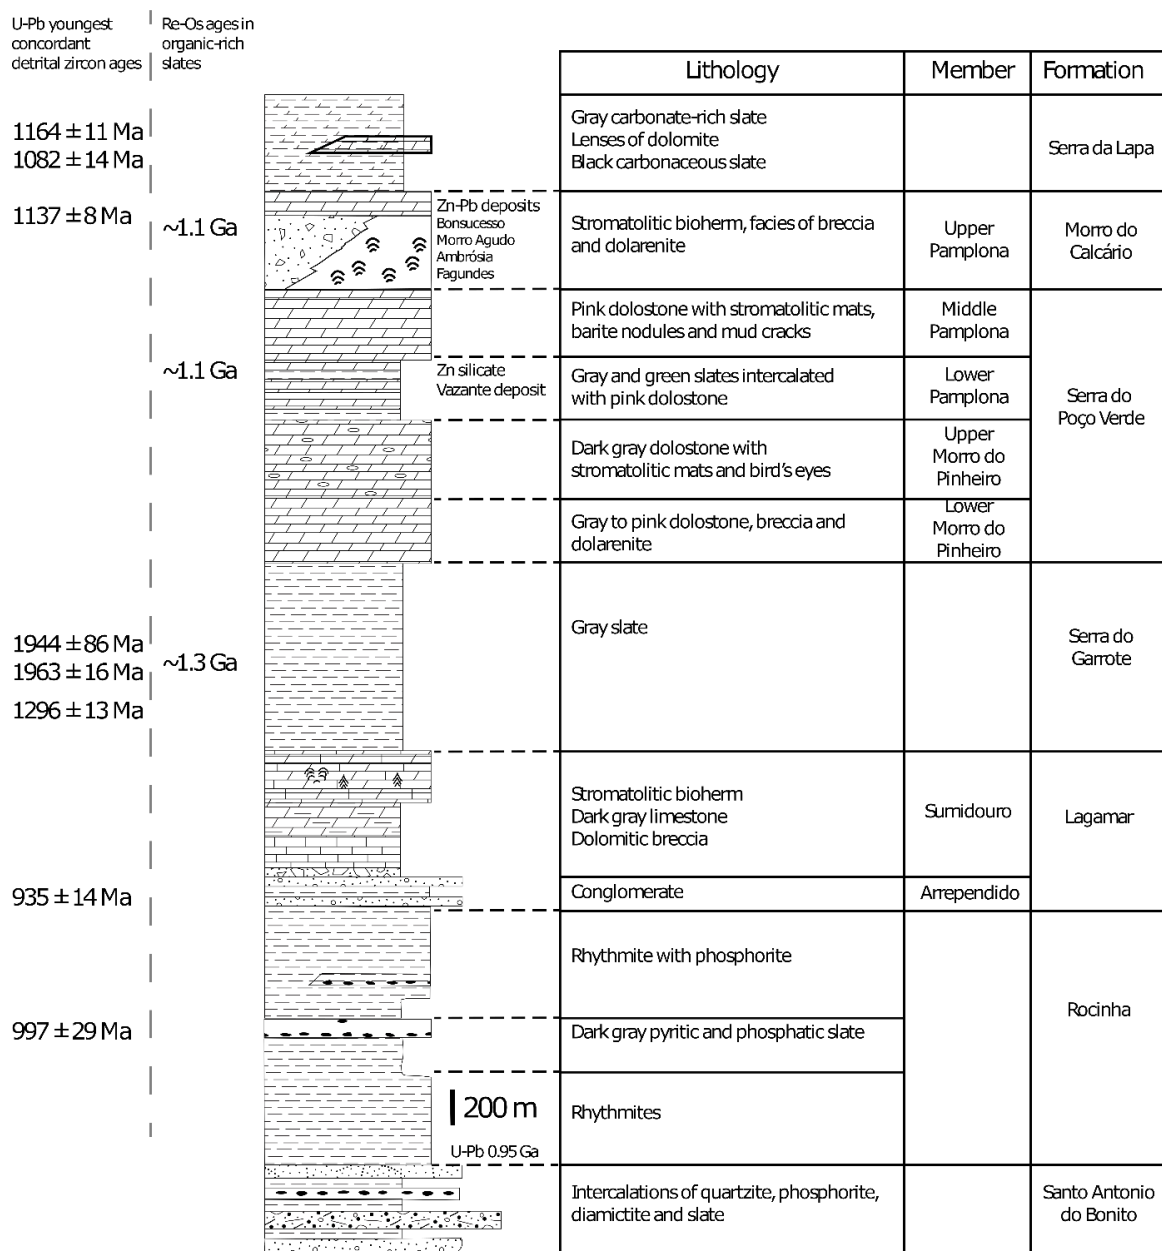 U-Pb youngest
concordant
detrital zircon ages
Re-Os ages in
organic-rich
slates
Lithology
Member
Formation
1164 ± 11 Ma
1082 ± 14 Ma
Gray carbonate-rich slate
Lenses of dolomite
Black carbonaceous slate
Serra da Lapa
1137 ± 8 Ma
~1.1 Ga
Zn-Pb deposits
Bonsucesso
Morro Agudo
Ambrósia
Fagundes
Stromatolitic bioherm, facies of breccia
and dolarenite
Upper
Pamplona
Morro do
Calcário
Pink dolostone with stromatolitic mats,
barite nodules and mud cracks
Middle
Pamplona
~1.1 Ga
Zn silicate
Vazante deposit
Gray and green slates intercalated
with pink dolostone
Lower
Pamplona
Serra do
Poço Verde
Dark gray dolostone with
stromatolitic mats and bird's eyes
Upper
Morro do
Pinheiro
Gray to pink dolostone, breccia and
dolarenite
Lower
Morro do
Pinheiro
1944 ± 86 Ma
1963 ± 16 Ma
1296 ± 13 Ma
~1.3 Ga
Gray slate
Serra do
Garrote
Stromatolitic bioherm
Dark gray limestone
Dolomitic breccia
Sumidouro
Lagamar
935 ± 14 Ma
Conglomerate
Arrependido
Rhythmite with phosphorite
Rocinha
997 ± 29 Ma
Dark gray pyritic and phosphatic slate
200 m
Rhythmites
U-Pb 0.95 Ga
Intercalations of quartzite, phosphorite,
diamictite and slate
Santo Antonio
do Bonito